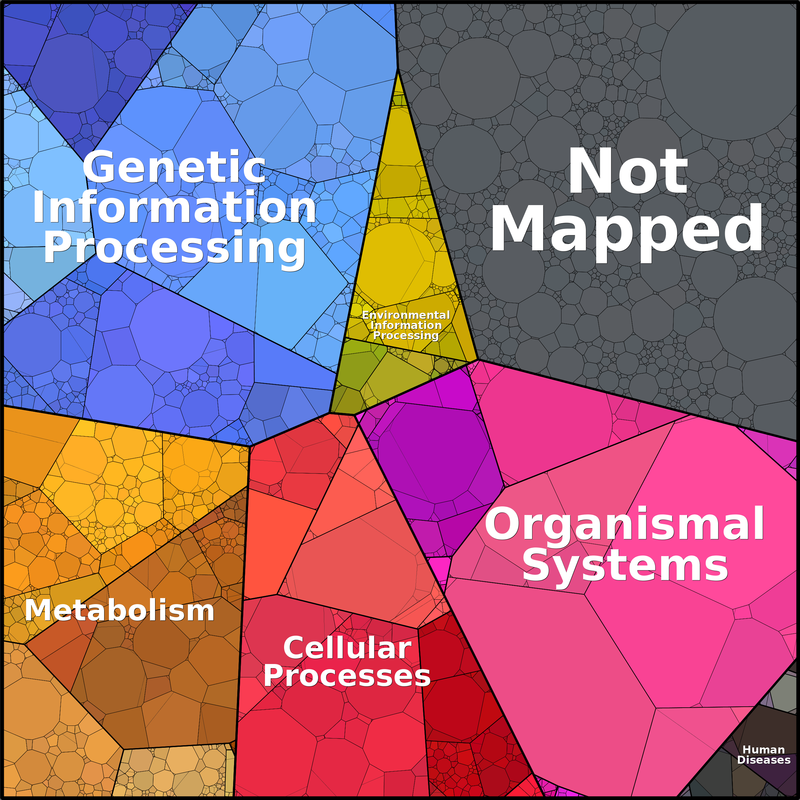 Genetic
Information
Processing
Not
Mapped
Environmental
Information
Processing
Organismal
Systems
Metabolism
Cellular
Processes
Human
Diseases